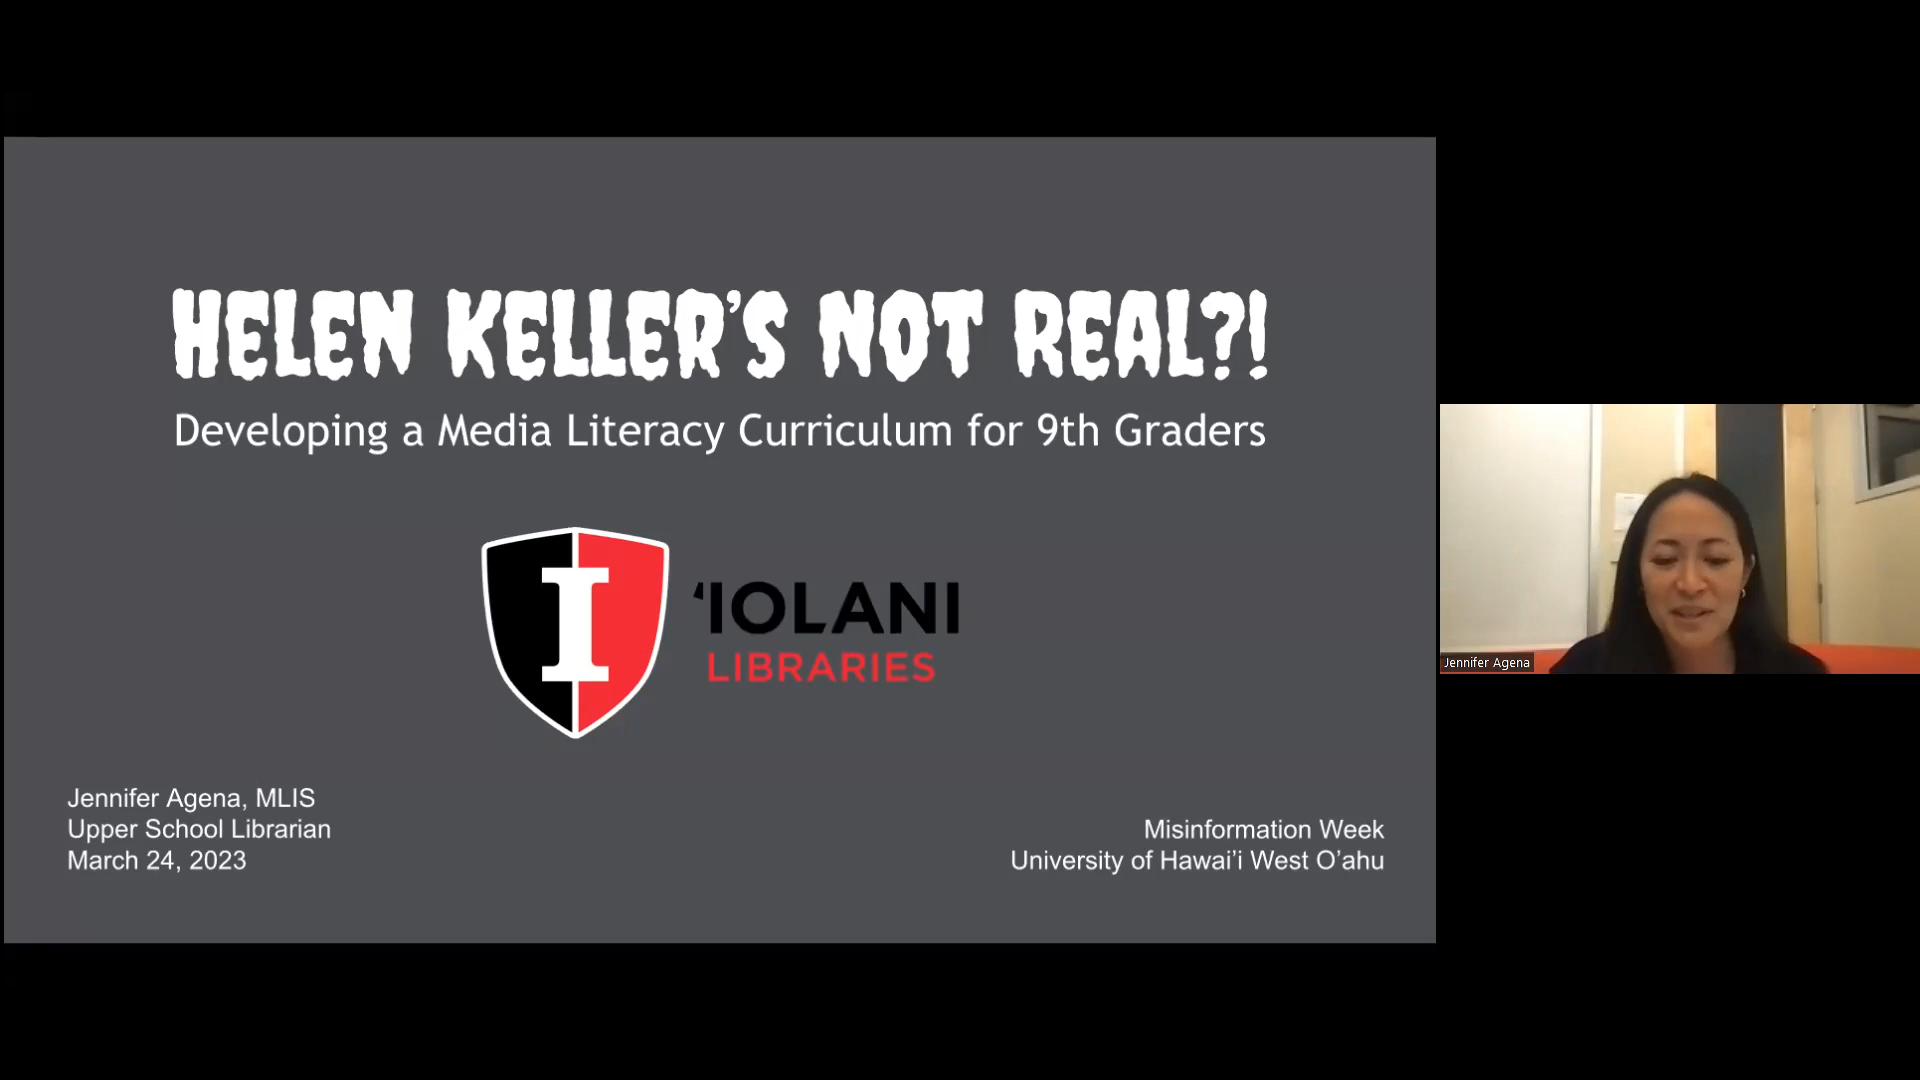 HELEN KELLER’S NOT REAL?!
Developing a Media Literacy Curriculum for 9th Graders
I
‘IOLANI
LIBRARIES
Jennifer Agena, MLIS
Upper School Librarian
March 24, 2023
Misinformation Week
University of Hawai’i West O’ahu
Jennifer Agena